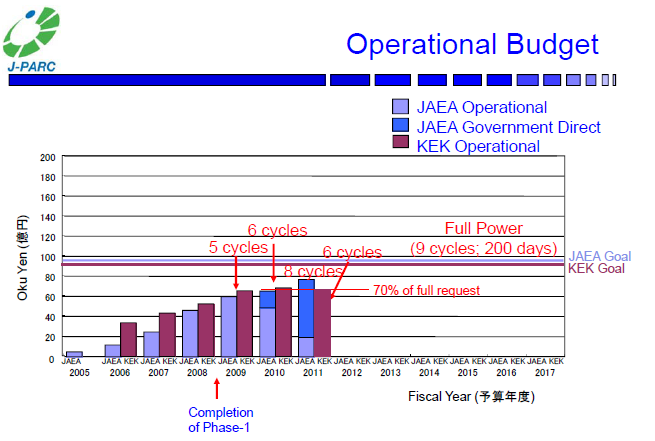 J-PARC
Operational Budget
JAEA Operational
JAEA Government Direct
KEK Operational
Oku Yen (億円)
200
180
160
140
120
100
80
60
40
20
0
6 cycles
5 cycles
8 cycles
6 cycles
Full Power
(9 cycles; 200 days)
JAEA Goal
KEK Goal
70% of full request
JAEA JAEA KEK JAEA KEK JAEA KEK JAEA KEK JAEA KEK JAEA KEK JAEA KEK JAEA KEK JAEA KEK JAEA KEK JAEA KEK JAEA KEK
2005 2006 2007 2008 2009 2010 2011 2012 2013 2014 2015 2016 2017
Fiscal Year (予算年度)
Completion
of Phase-1